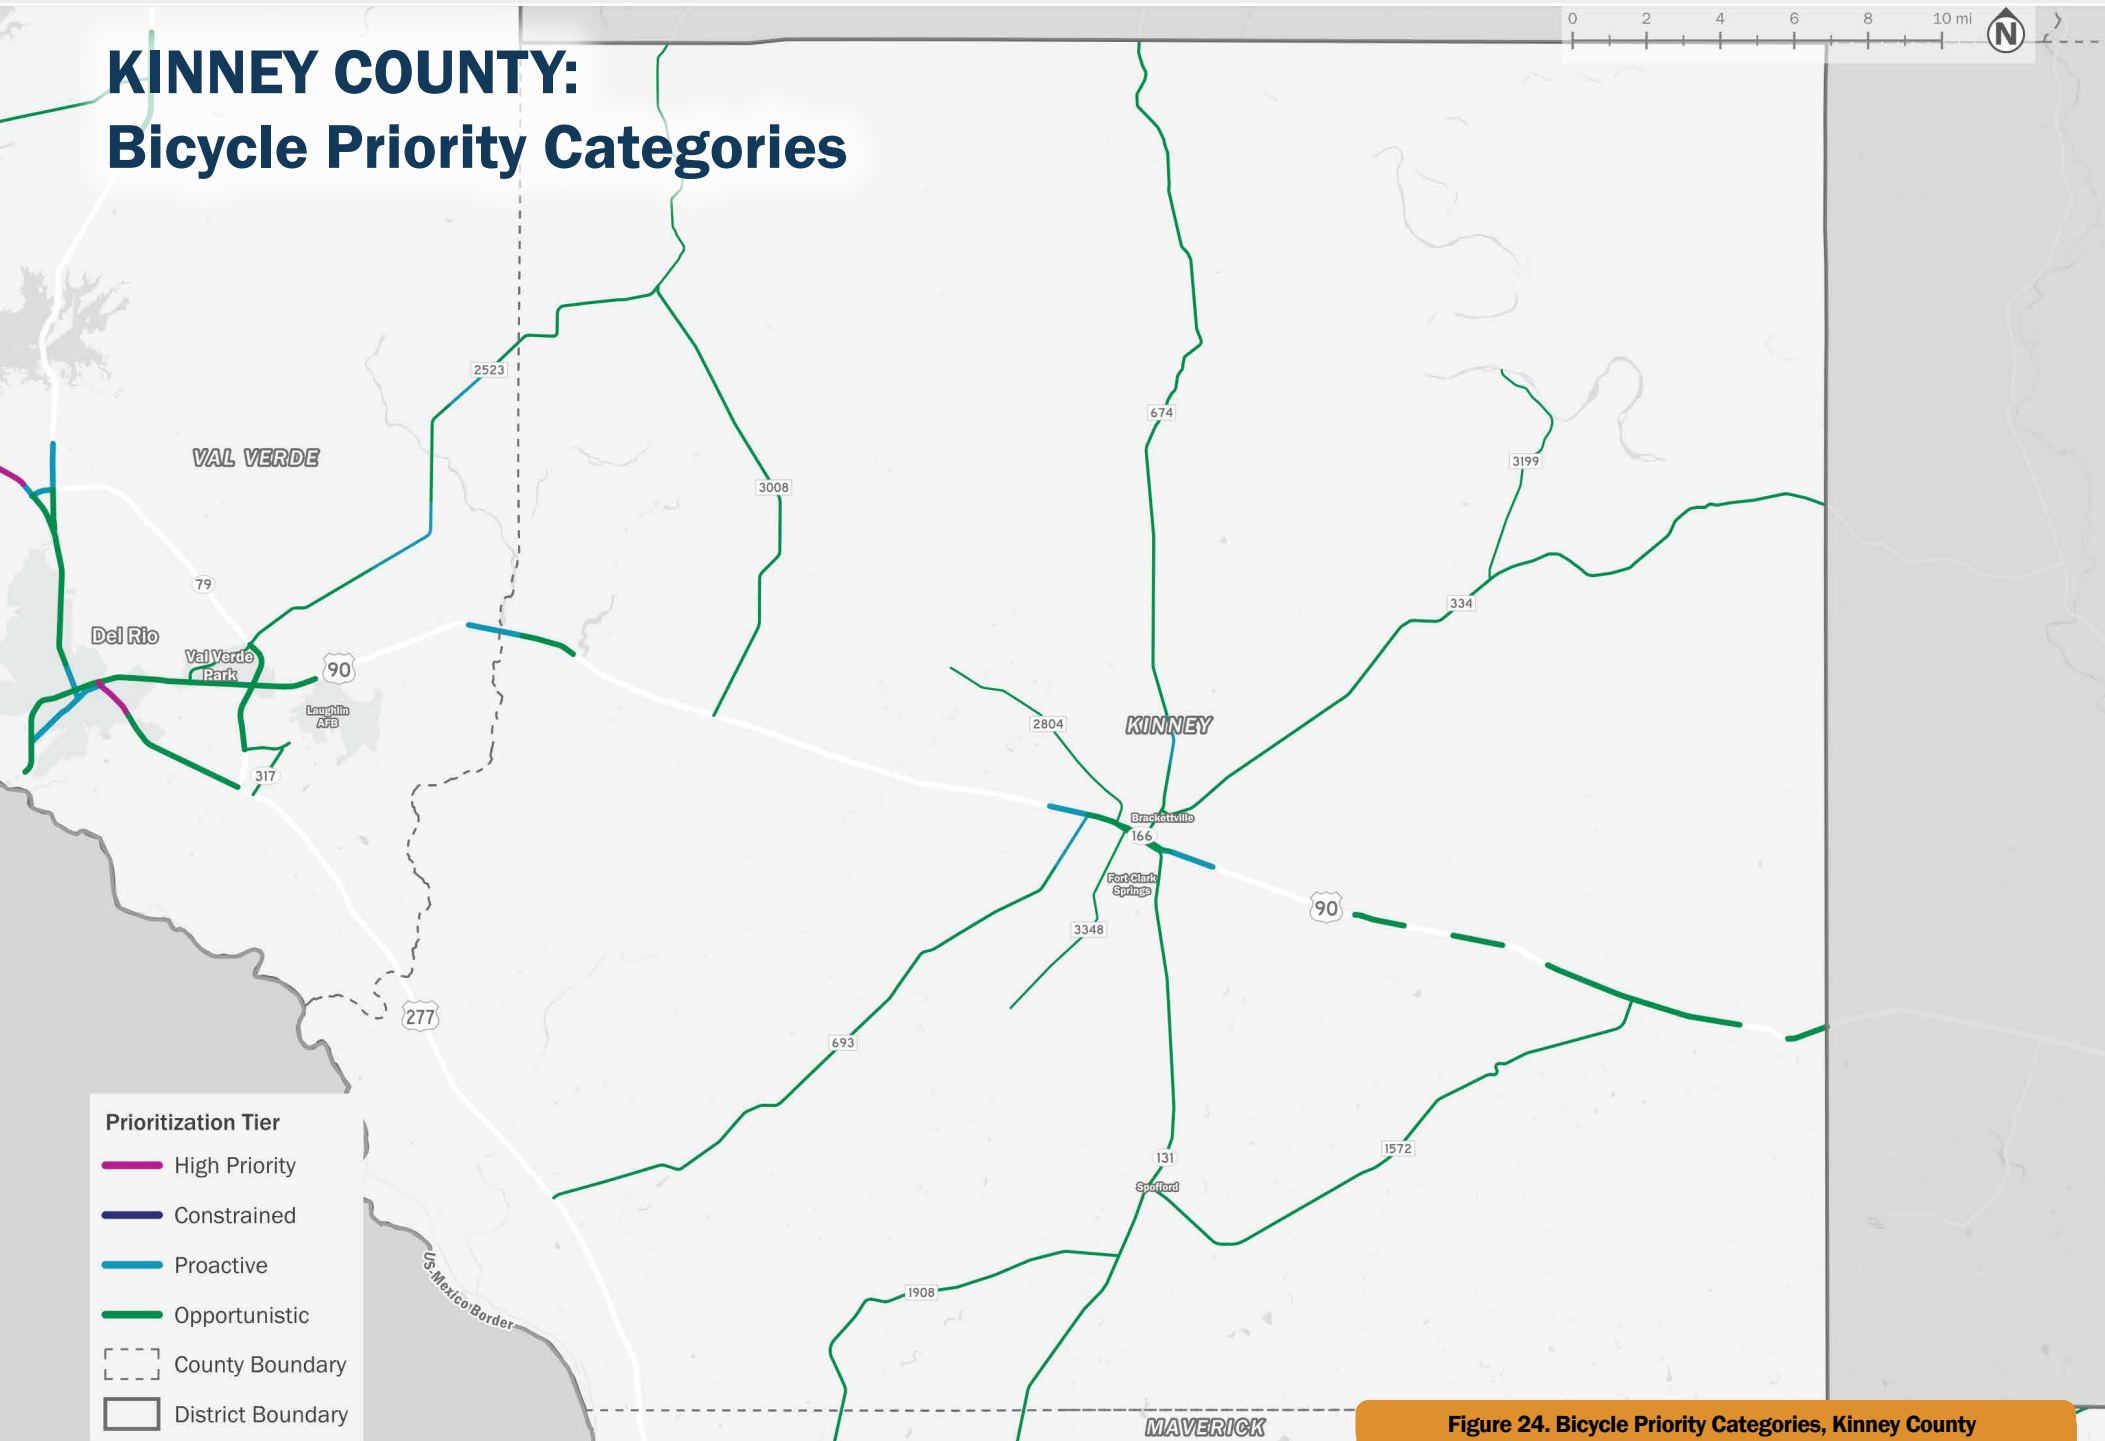 KINNEY COUNTY:
Bicycle Priority Categories
0 2 4 6 8 10 mi
N
2523
VAL VERDE
674
3199
3008
79
334
Del Rio
Val Verde
Park
90
Laughlin
AFB
2804
KINNEY
317
Brackettville
166
Fort Clark
Springs
90
3348
277
693
Prioritization Tier
High Priority
Constrained
Proactive
Opportunistic
County Boundary
District Boundary
131
1572
Spofford
US-Mexico Border
1908
MAVERICK
Figure 24. Bicycle Priority Categories, Kinney County